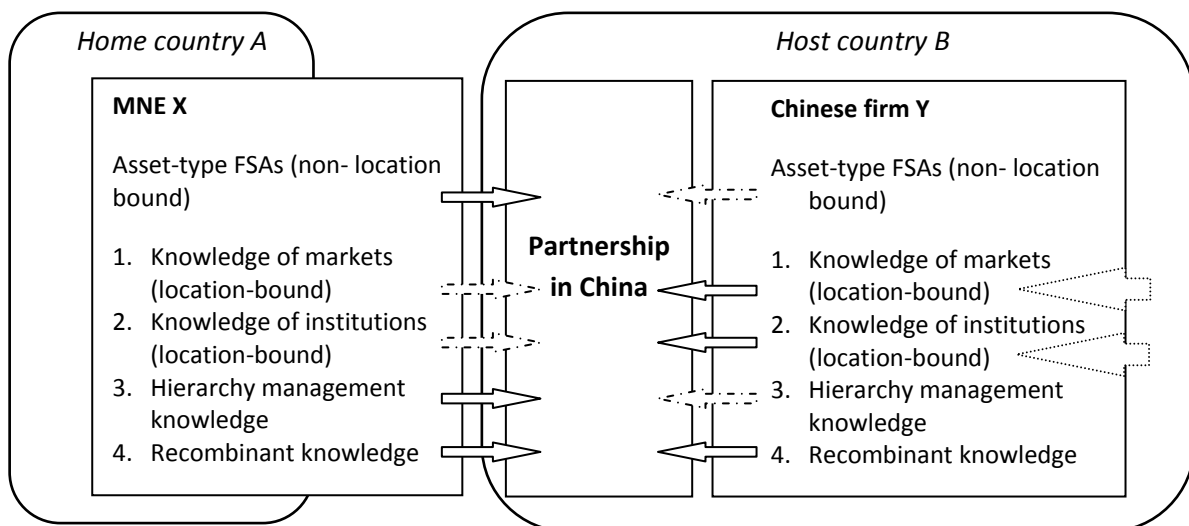 Home country A
Host country B
MNE X
Asset-type FSAs (non- location
bound)
1. Knowledge of markets
(location-bound)
2. Knowledge of institutions
(location-bound)
3. Hierarchy management
knowledge
4. Recombinant knowledge
Partnership
in China
Chinese firm Y
Asset-type FSAs (non- location
bound)
1. Knowledge of markets
(location-bound)
2. Knowledge of institutions
(location-bound)
3. Hierarchy management
knowledge
4. Recombinant knowledge